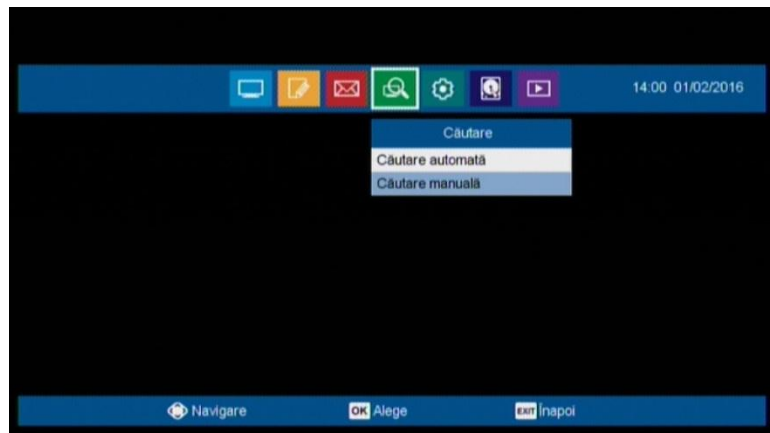 14:00 01/02/2016
Căutare
Căutare automată
Căutare manuală
Navigare
OK Alege
EXIT Înapoi